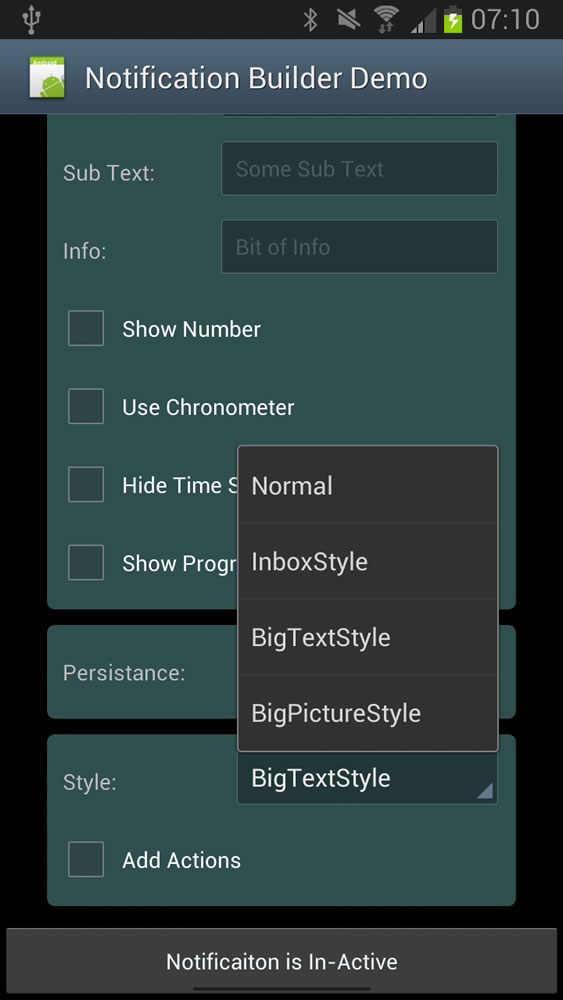 07:10
Android
Notification Builder Demo
Sub Text: Some Sub Text
Info: Bit of Info
Show Number
Use Chronometer
Hide Time S
Show Progr
Normal
InboxStyle
BigTextStyle
BigPictureStyle
Persistance:
Style: BigTextStyle
Add Actions
Notificaiton is In-Active